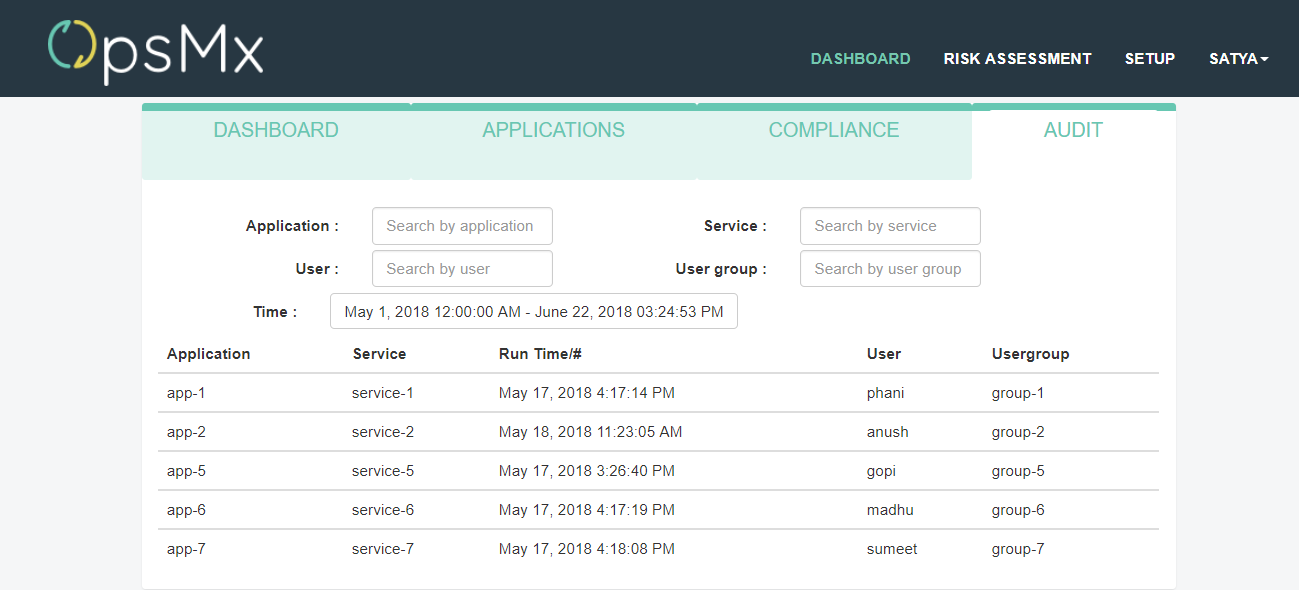 OpsMx
DASHBOARD RISK ASSESSMENT SETUP SATYA
DASHBOARD APPLICATIONS COMPLIANCE AUDIT
Application : Search by application Service : Search by service
User : Search by user User group : Search by user group
Time : May 1, 2018 12:00:00 AM - June 22, 2018 03:24:53 PM
Application Service Run Time/# User Usergroup
app-1 service-1 May 17, 2018 4:17:14 PM phani group-1
app-2 service-2 May 18, 2018 11:23:05 AM anush group-2
app-5 service-5 May 17, 2018 3:26:40 PM gopi group-5
app-6 service-6 May 17, 2018 4:17:19 PM madhu group-6
app-7 service-7 May 17, 2018 4:18:08 PM sumeet group-7